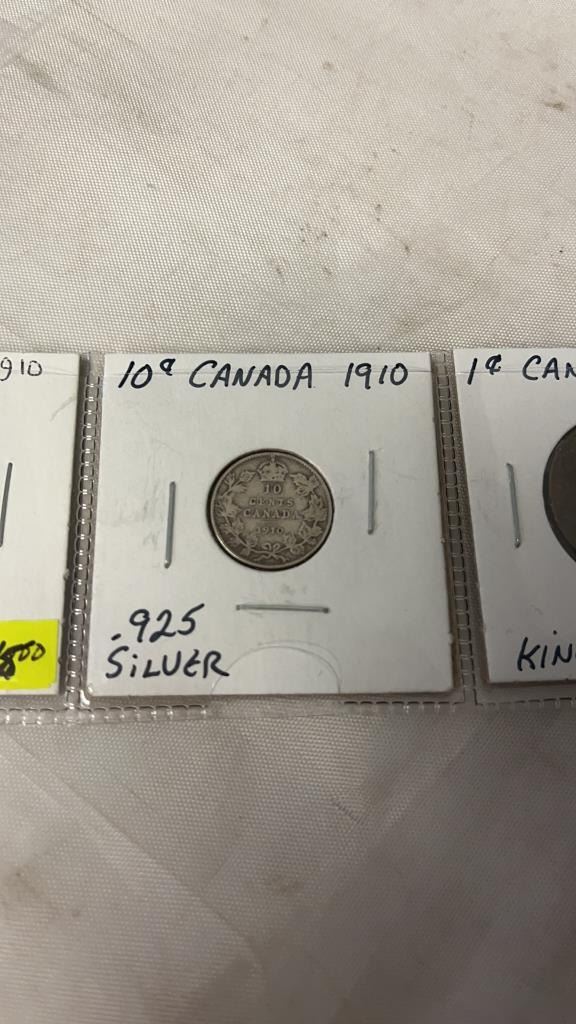 910
10¢ CANADA 1910
1¢ CAN
10
CENTS
CANADA
1910
.925
SILVER
KIN